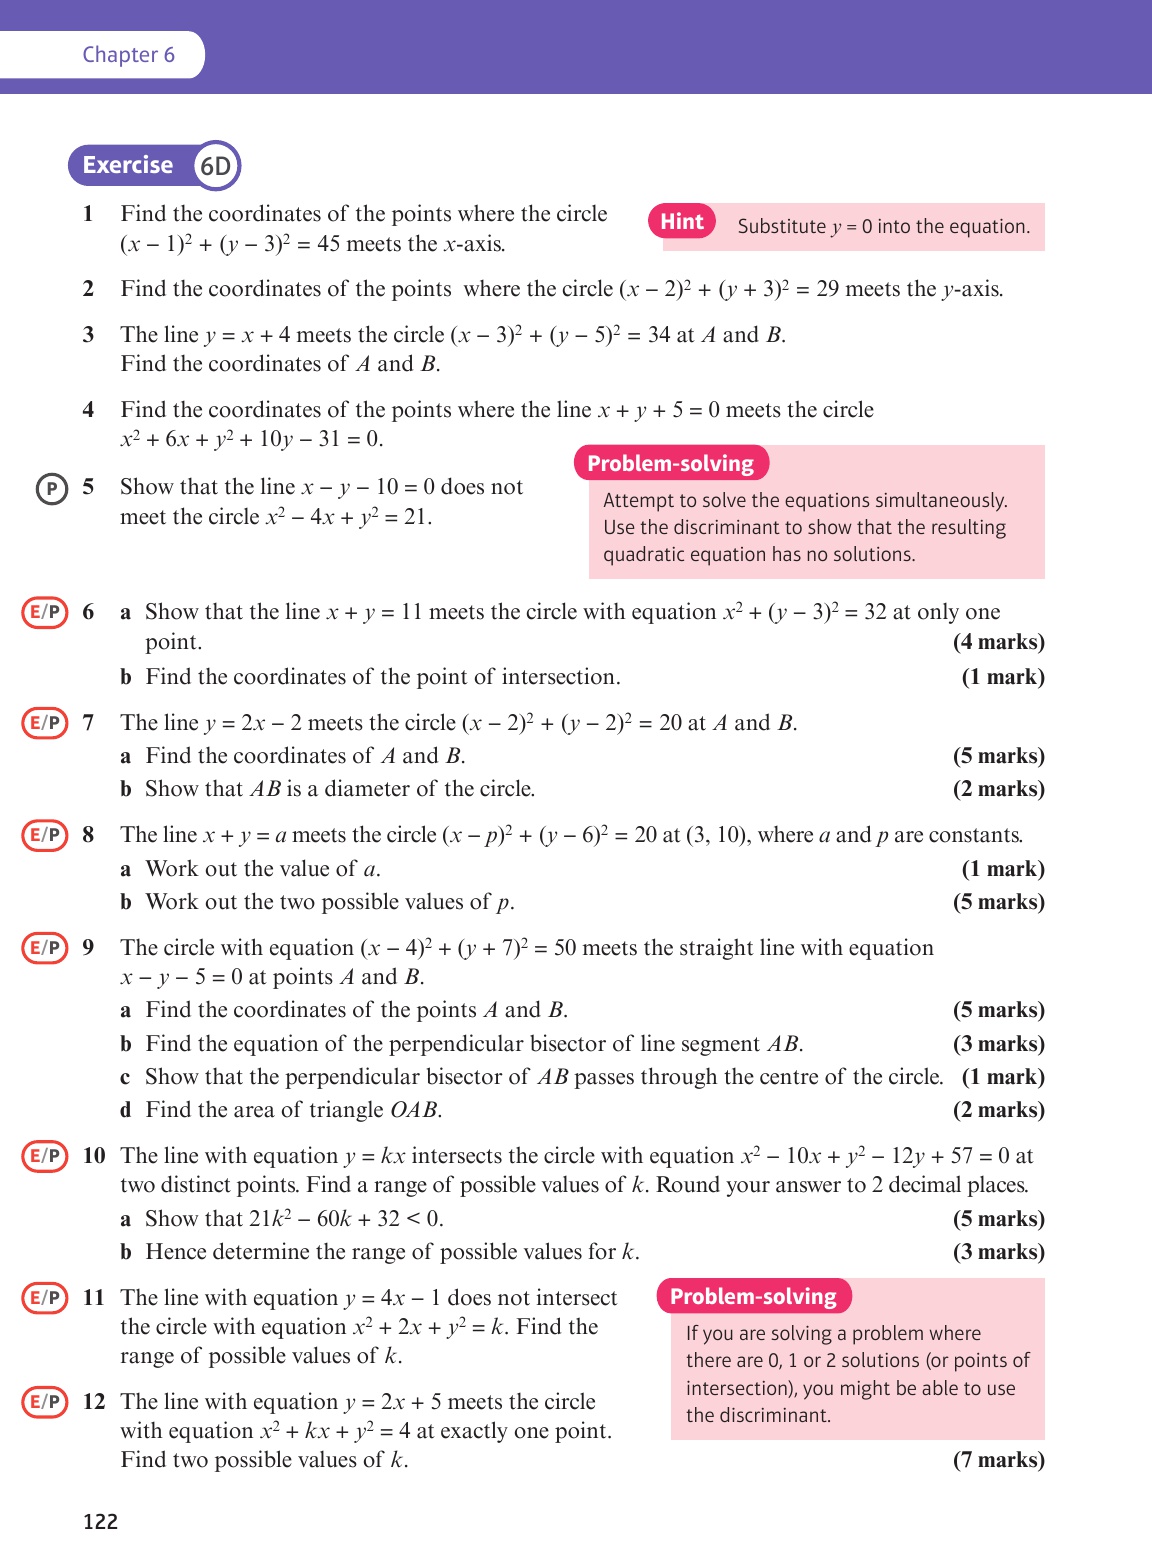 Chapter 6
Exercise 6D
1 Find the coordinates of the points where the circle
(x − 1)² + (y − 3)² = 45 meets the x-axis.
Hint
Substitute y = 0 into the equation.
2 Find the coordinates of the points where the circle (x − 2)² + (y + 3)² = 29 meets the y-axis.
3 The line y = x + 4 meets the circle (x − 3)² + (y − 5)² = 34 at A and B.
Find the coordinates of A and B.
4 Find the coordinates of the points where the line x + y + 5 = 0 meets the circle
x² + 6x + y² + 10y − 31 = 0.
P 5 Show that the line x − y − 10 = 0 does not
meet the circle x² − 4x + y² = 21.
Problem-solving
Attempt to solve the equations simultaneously.
Use the discriminant to show that the resulting
quadratic equation has no solutions.
E/P 6 a Show that the line x + y = 11 meets the circle with equation x² + (y − 3)² = 32 at only one
point. (4 marks)
b Find the coordinates of the point of intersection. (1 mark)
E/P 7 The line y = 2x − 2 meets the circle (x − 2)² + (y − 2)² = 20 at A and B.
a Find the coordinates of A and B. (5 marks)
b Show that AB is a diameter of the circle. (2 marks)
E/P 8 The line x + y = a meets the circle (x − p)² + (y − 6)² = 20 at (3, 10), where a and p are constants.
a Work out the value of a. (1 mark)
b Work out the two possible values of p. (5 marks)
E/P 9 The circle with equation (x − 4)² + (y + 7)² = 50 meets the straight line with equation
x − y − 5 = 0 at points A and B.
a Find the coordinates of the points A and B. (5 marks)
b Find the equation of the perpendicular bisector of line segment AB. (3 marks)
c Show that the perpendicular bisector of AB passes through the centre of the circle. (1 mark)
d Find the area of triangle OAB. (2 marks)
E/P 10 The line with equation y = kx intersects the circle with equation x² − 10x + y² − 12y + 57 = 0 at
two distinct points. Find a range of possible values of k. Round your answer to 2 decimal places.
a Show that 21k² − 60k + 32 < 0. (5 marks)
b Hence determine the range of possible values for k. (3 marks)
E/P 11 The line with equation y = 4x − 1 does not intersect
the circle with equation x² + 2x + y² = k. Find the
range of possible values of k.
Problem-solving
If you are solving a problem where
there are 0, 1 or 2 solutions (or points of
intersection), you might be able to use
the discriminant.
E/P 12 The line with equation y = 2x + 5 meets the circle
with equation x² + kx + y² = 4 at exactly one point.
Find two possible values of k. (7 marks)
122